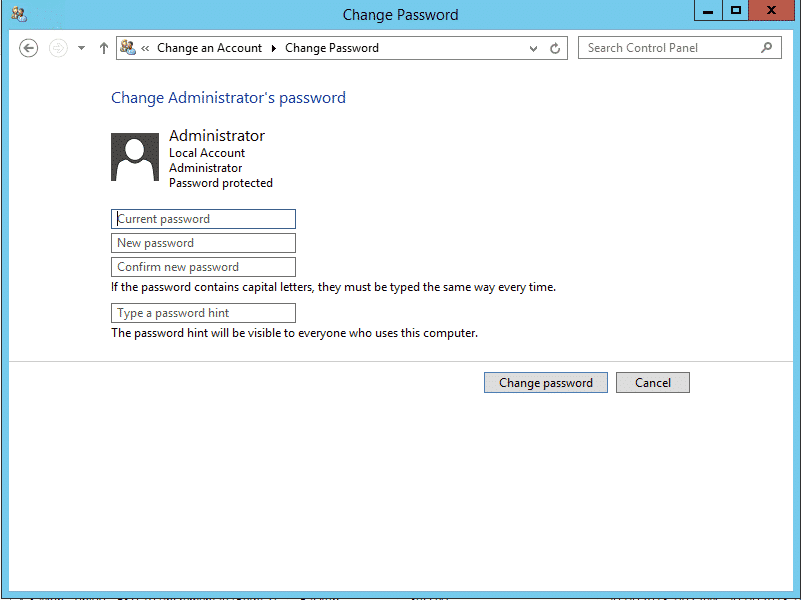 Change Password
« Change an Account Change Password
Search Control Panel
Change Administrator's password
Administrator
Local Account
Administrator
Password protected
Current password
New password
Confirm new password
If the password contains capital letters, they must be typed the same way every time.
Type a password hint
The password hint will be visible to everyone who uses this computer.
Change password Cancel